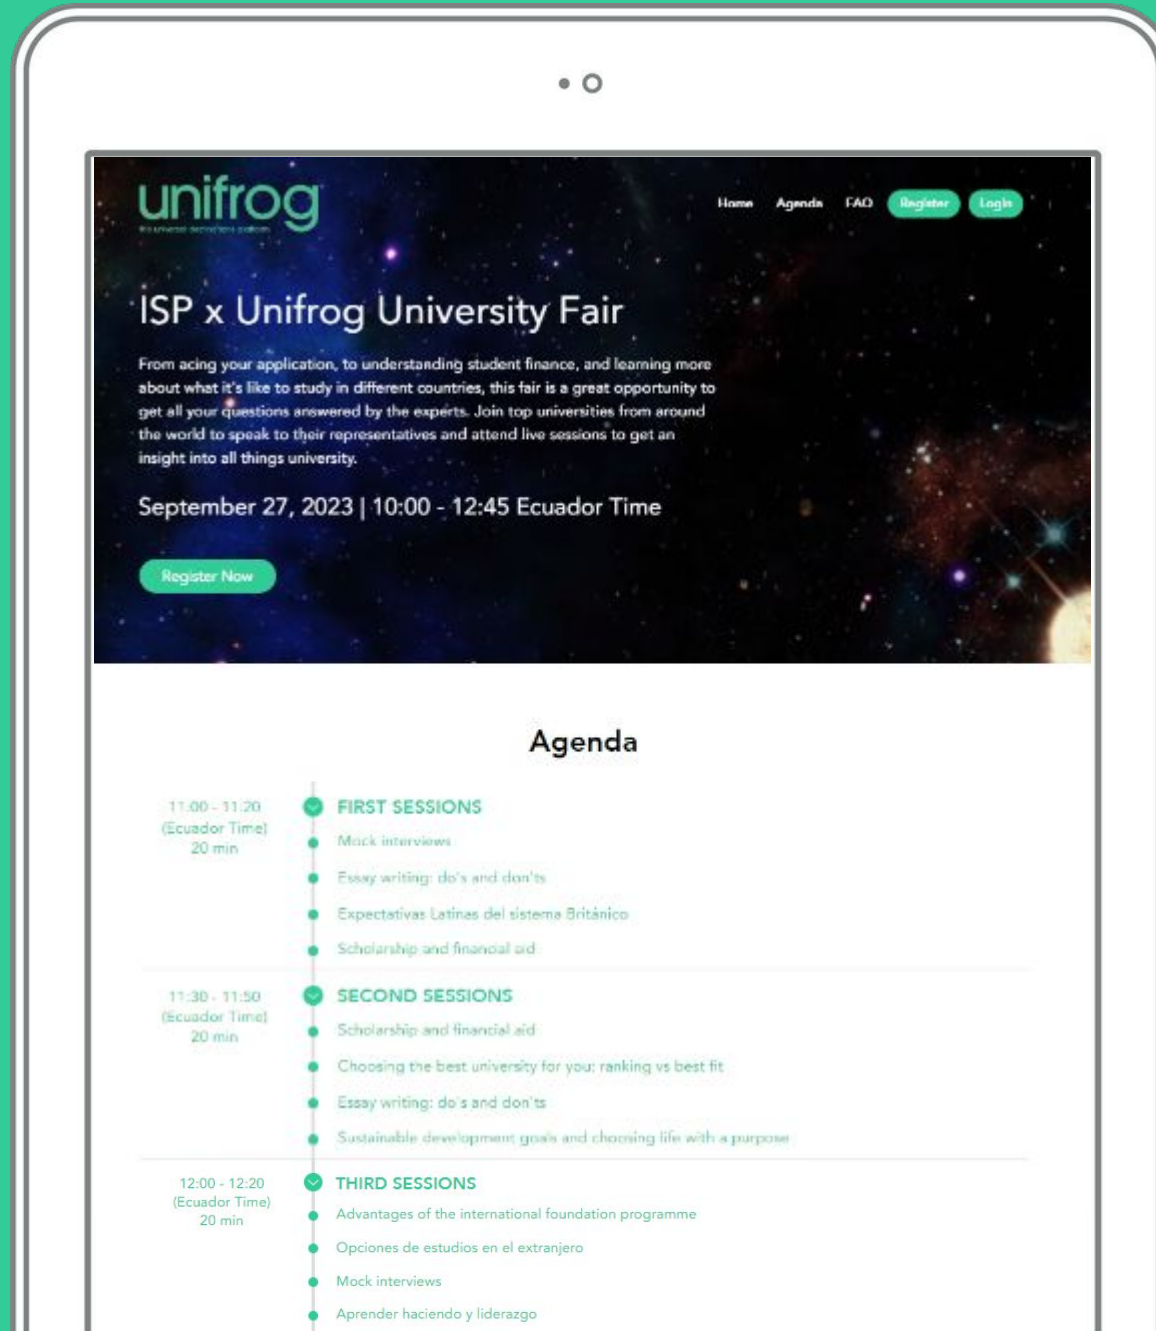 unifrog
the universal destinations platform
Home Agenda FAQ Register Login
ISP x Unifrog University Fair
From acing your application, to understanding student finance, and learning more
about what it's like to study in different countries, this fair is a great opportunity to
get all your questions answered by the experts. Join top universities from around
the world to speak to their representatives and attend live sessions to get an
insight into all things university.
September 27, 2023 | 10:00 - 12:45 Ecuador Time
Register Now
Agenda
11:00 - 11:20
(Ecuador Time)
20 min
FIRST SESSIONS
Mock interviews
Essay writing: do's and don'ts
Expectativas Latinas del sistema Británico
Scholarship and financial aid
11:30 - 11:50
(Ecuador Time)
20 min
SECOND SESSIONS
Scholarship and financial aid
Choosing the best university for you: ranking vs best fit
Essay writing: do's and don'ts
Sustainable development goals and choosing life with a purpose
12:00 - 12:20
(Ecuador Time)
20 min
THIRD SESSIONS
Advantages of the international foundation programme
Opciones de estudios en el extranjero
Mock interviews
Aprender haciendo y liderazgo